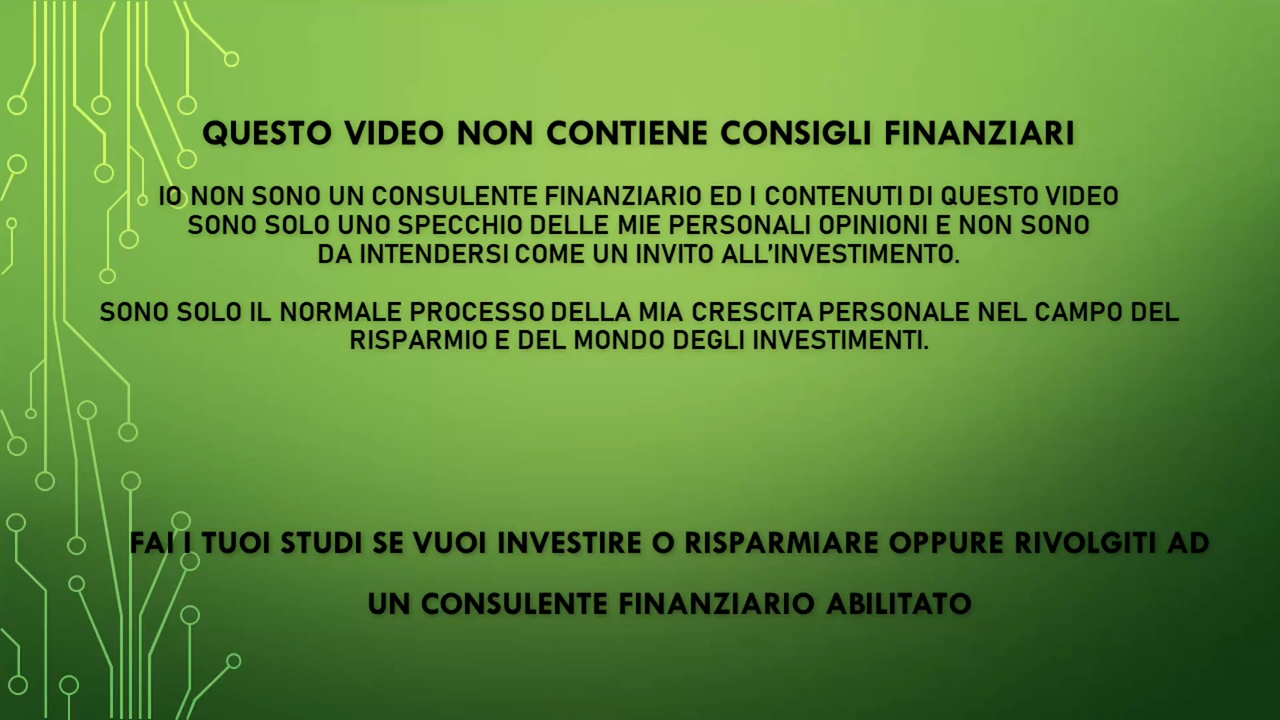 QUESTO VIDEO NON CONTIENE CONSIGLI FINANZIARI
IO NON SONO UN CONSULENTE FINANZIARIO ED I CONTENUTI DI QUESTO VIDEO
SONO SOLO UNO SPECCHIO DELLE MIE PERSONALI OPINIONI E NON SONO
DA INTENDERSI COME UN INVITO ALL'INVESTIMENTO.
SONO SOLO IL NORMALE PROCESSO DELLA MIA CRESCITA PERSONALE NEL CAMPO DEL
RISPARMIO E DEL MONDO DEGLI INVESTIMENTI.
FAI I TUOI STUDI SE VUOI INVESTIRE O RISPARMIARE OPPURE RIVOLGITI AD
UN CONSULENTE FINANZIARIO ABILITATO